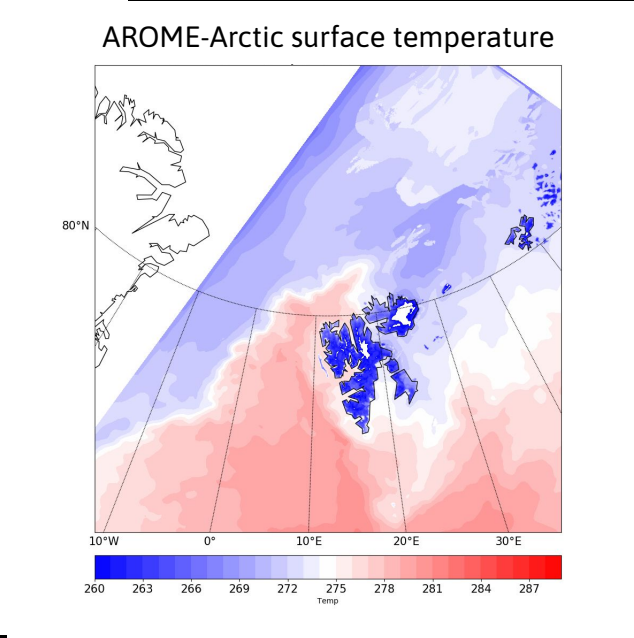 AROME-Arctic surface temperature
80°N
10°W 0° 10°E 20°E 30°E
260 263 266 269 272 275 278 281 284 287
Temp